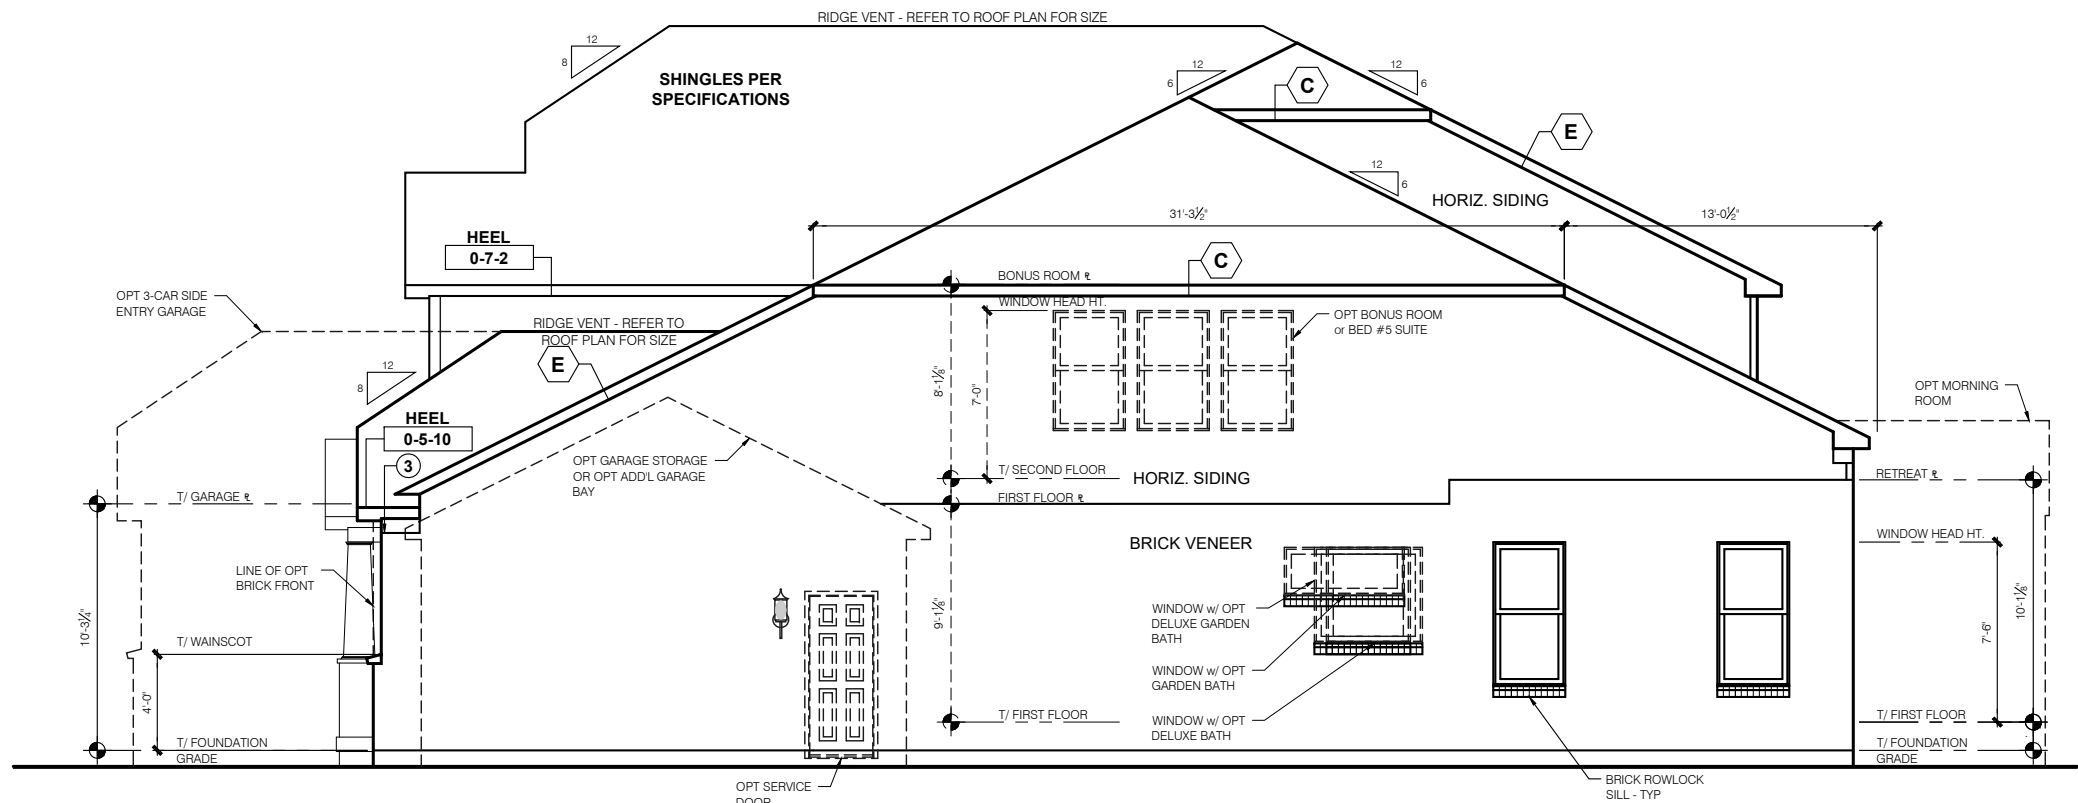 RIDGE VENT - REFER TO ROOF PLAN FOR SIZE
12
8
SHINGLES PER
SPECIFICATIONS
12
6
C
12
6
E
12
6
HORIZ. SIDING
31'-3½"
13'-0½"
HEEL
0-7-2
C
BONUS ROOM ℄
WINDOW HEAD HT.
OPT 3-CAR SIDE
ENTRY GARAGE
RIDGE VENT - REFER TO
ROOF PLAN FOR SIZE
E
OPT BONUS ROOM
or BED #5 SUITE
12
8
8'-1⅛"
7'-0"
OPT MORNING
ROOM
HEEL
0-5-10
3
OPT GARAGE STORAGE
OR OPT ADD'L GARAGE
BAY
T/ SECOND FLOOR
HORIZ. SIDING
RETREAT ℄
T/ GARAGE ℄
FIRST FLOOR ℄
BRICK VENEER
WINDOW HEAD HT.
LINE OF OPT
BRICK FRONT
10'-3¼"
9'-1⅛"
WINDOW w/ OPT
DELUXE GARDEN
BATH
7'-6"
10'-1⅛"
T/ WAINSCOT
WINDOW w/ OPT
GARDEN BATH
4'-0"
T/ FIRST FLOOR
WINDOW w/ OPT
DELUXE BATH
T/ FIRST FLOOR
T/ FOUNDATION
GRADE
T/ FOUNDATION
GRADE
OPT SERVICE
DOOR
BRICK ROWLOCK
SILL - TYP